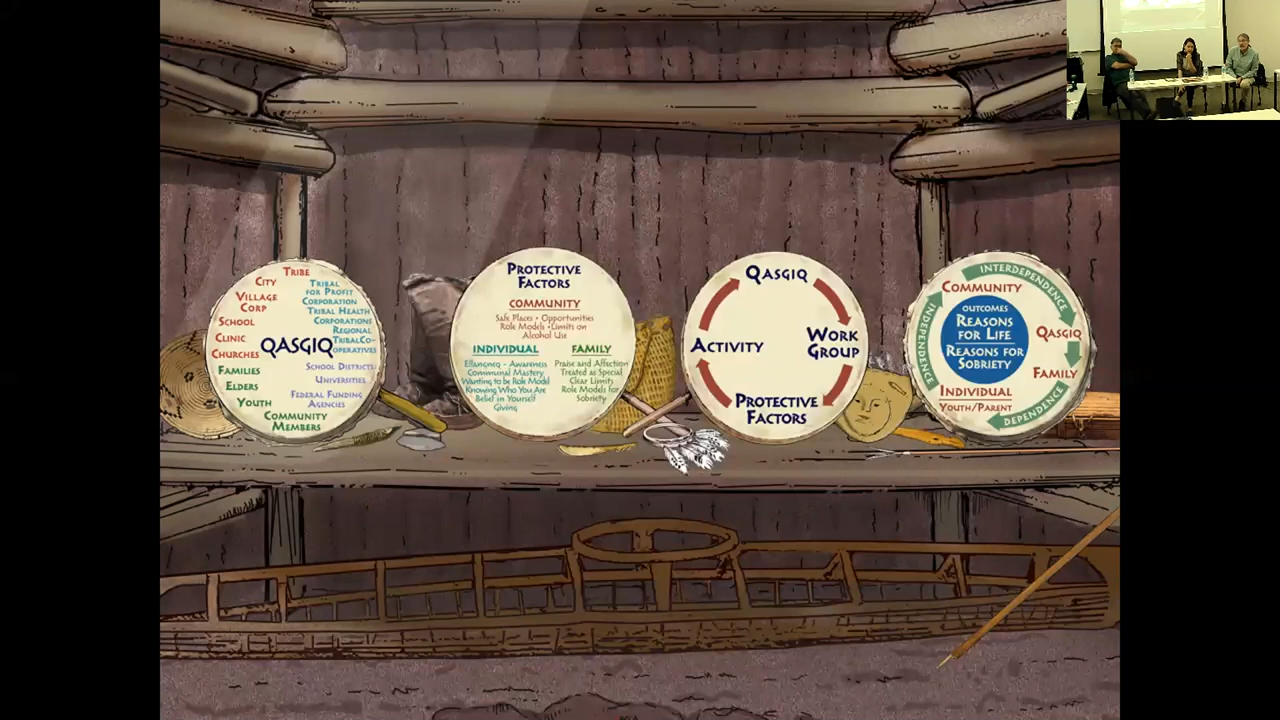 TRIBE
CITY
VILLAGE
CORP
SCHOOL
CLINIC
CHURCHES
FAMILIES
ELDERS
YOUTH
COMMUNITY
MEMBERS
QASGIQ
TRIBAL
FOR PROFIT
CORPORATION
TRIBAL HEALTH
CORPORATIONS
REGIONAL
TRIBAL CO-
OPERATIVES
SCHOOL DISTRICTS
UNIVERSITIES
FEDERAL FUNDING
AGENCIES
PROTECTIVE
FACTORS
COMMUNITY
Safe Places • Opportunities
Role Models • Limits on
Alcohol Use
INDIVIDUAL
Ellangneq - Awareness
Communal Mastery
Wanting to be Role Model
Knowing Who You Are
Belief in Yourself
Giving
FAMILY
Praise and Affection
Treated as Special
Clear Limits
Role Models for
Sobriety
QASGIQ
WORK
GROUP
PROTECTIVE
FACTORS
ACTIVITY
INTERDEPENDENCE
COMMUNITY
INDEPENDENCE
OUTCOMES
REASONS
FOR LIFE
REASONS FOR
SOBRIETY
QASGIQ
FAMILY
INDIVIDUAL
YOUTH/PARENT
DEPENDENCE